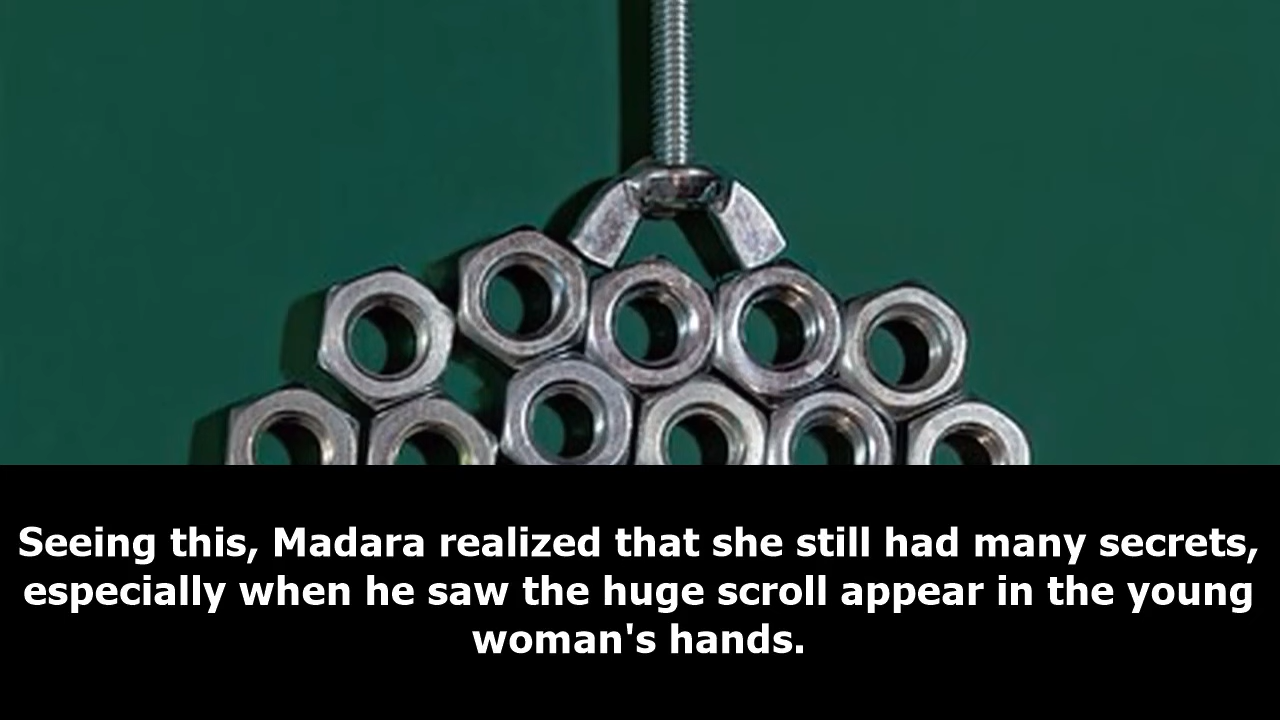 Seeing this, Madara realized that she still had many secrets,
especially when he saw the huge scroll appear in the young
woman's hands.